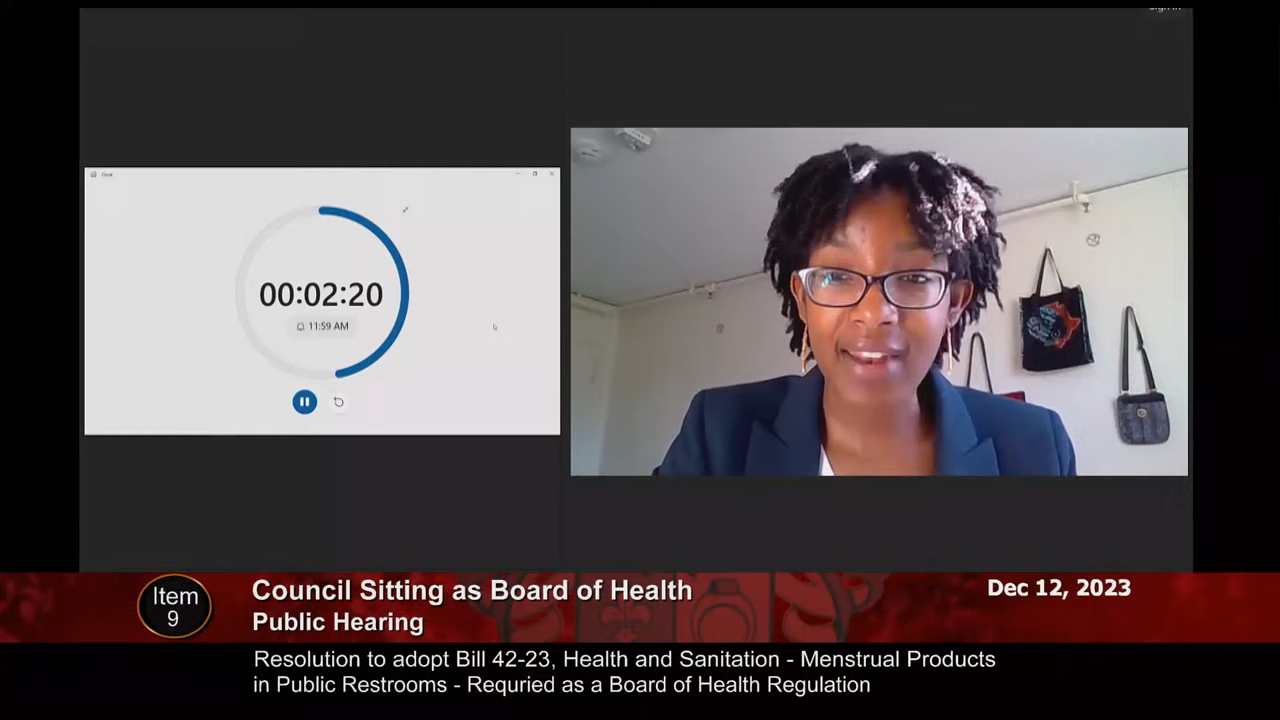 Sign in
Clock
00:02:20
11:59 AM
Item
9
Council Sitting as Board of Health
Public Hearing
Dec 12, 2023
Resolution to adopt Bill 42-23, Health and Sanitation - Menstrual Products
in Public Restrooms - Requried as a Board of Health Regulation